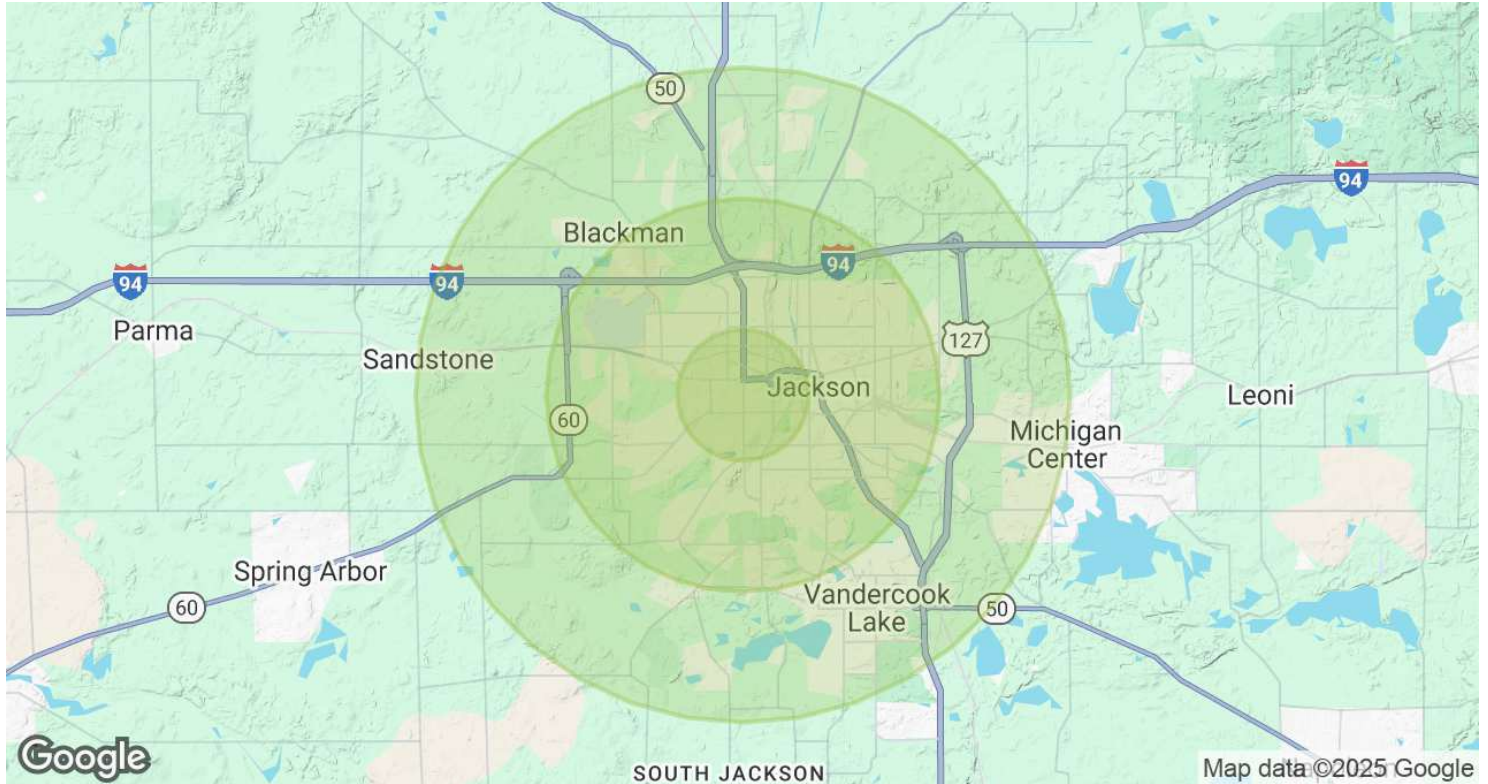 50
Blackman
94
94
94
94
Parma
Sandstone
127
Jackson
Leoni
60
Michigan
Center
Spring Arbor
Vandercook
Lake
60
50
Google
SOUTH JACKSON
Map data ©2025 Google